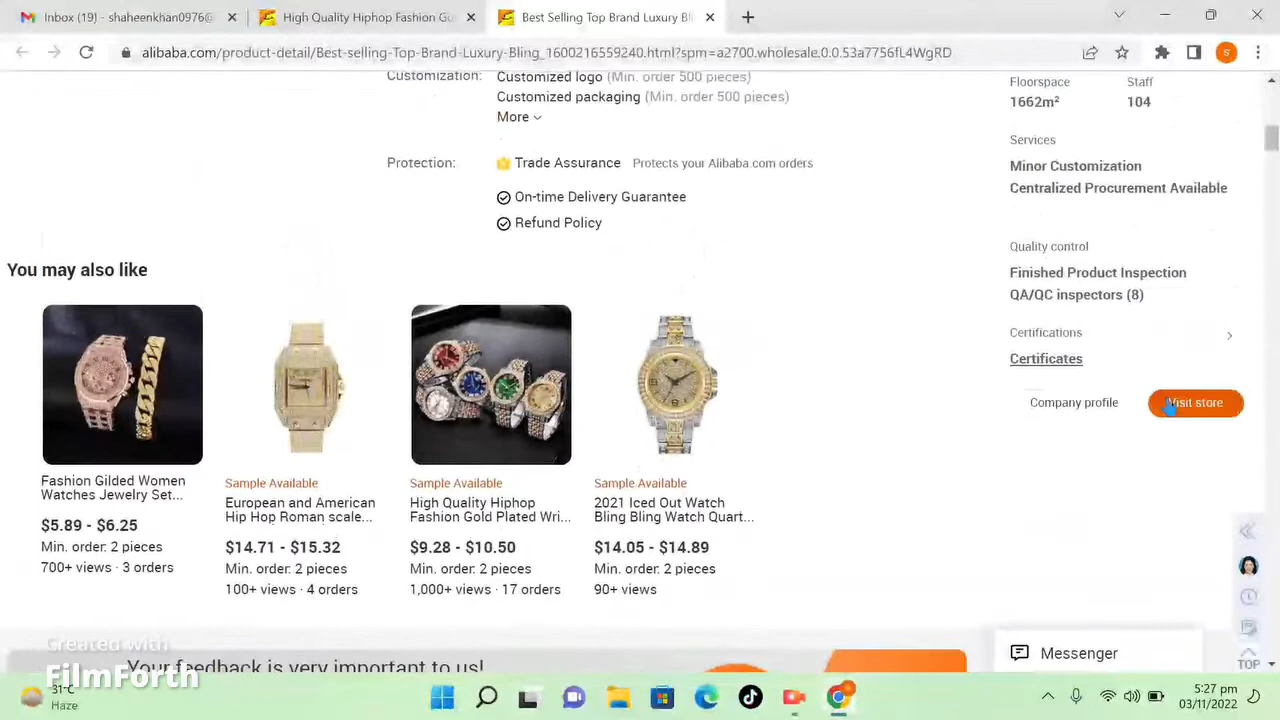 Inbox (19) - shaheenkhan0976@
High Quality Hiphop Fashion Go
Best Selling Top Brand Luxury Bli
alibaba.com/product-detail/Best-selling-Top-Brand-Luxury-Bling_1600216559240.html?spm=a2700.wholesale.0.0.53a7756fL4WgRD
S
Customization:
Customized logo (Min. order 500 pieces)
Customized packaging (Min. order 500 pieces)
More
Protection:
Trade Assurance Protects your Alibaba.com orders
On-time Delivery Guarantee
Refund Policy
Floorspace
Staff
1662m²
104
Services
Minor Customization
Centralized Procurement Available
Quality control
Finished Product Inspection
QA/QC inspectors (8)
Certifications
Certificates
Company profile
Visit store
You may also like
Fashion Gilded Women
Watches Jewelry Set...
$5.89 - $6.25
Min. order: 2 pieces
700+ views · 3 orders
Sample Available
European and American
Hip Hop Roman scale...
$14.71 - $15.32
Min. order: 2 pieces
100+ views · 4 orders
Sample Available
High Quality Hiphop
Fashion Gold Plated Wri...
$9.28 - $10.50
Min. order: 2 pieces
1,000+ views · 17 orders
Sample Available
2021 Iced Out Watch
Bling Bling Watch Quart...
$14.05 - $14.89
Min. order: 2 pieces
90+ views
Your feedback is very important to us!
Messenger
TOP
Created with
FilmForth
31°C
Haze
5:27 pm
03/11/2022